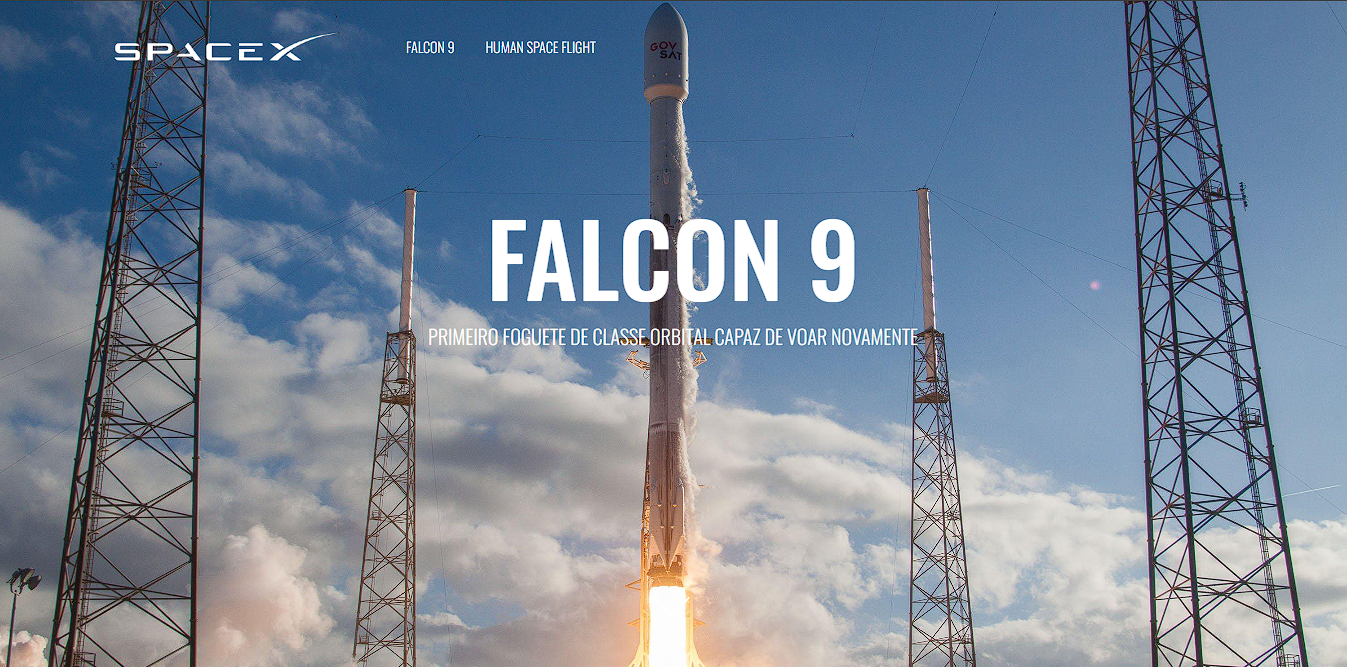 SPACEX
FALCON 9
HUMAN SPACE FLIGHT
GOV
SAT
FALCON 9
PRIMEIRO FOGUETE DE CLASSE ORBITAL CAPAZ DE VOAR NOVAMENTE